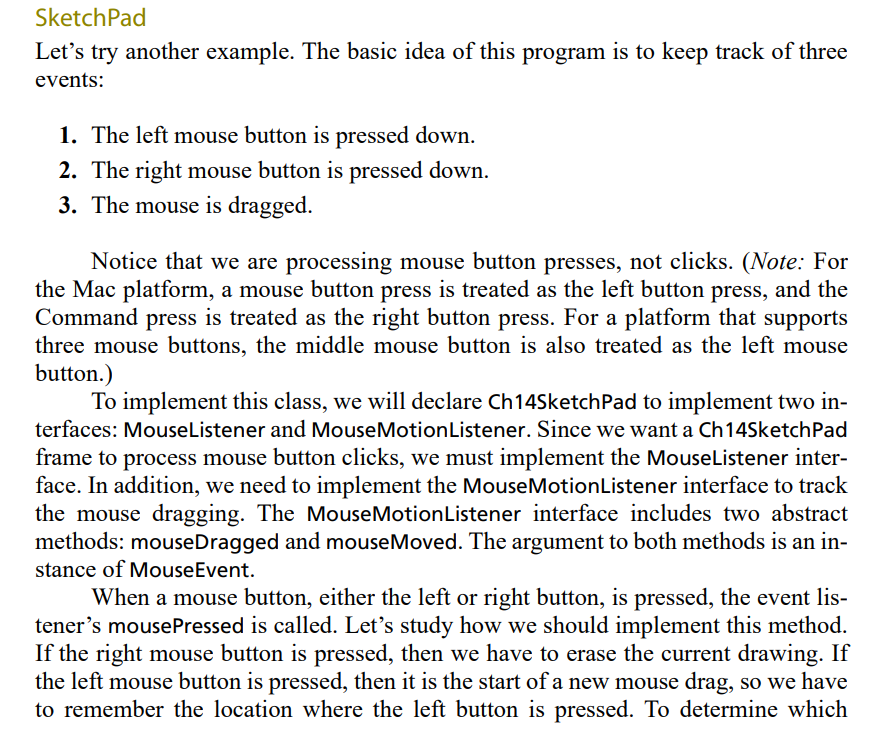 SketchPad
Let’s try another example. The basic idea of this program is to keep track of three
events:
1. The left mouse button is pressed down.
2. The right mouse button is pressed down.
3. The mouse is dragged.
Notice that we are processing mouse button presses, not clicks. (Note: For
the Mac platform, a mouse button press is treated as the left button press, and the
Command press is treated as the right button press. For a platform that supports
three mouse buttons, the middle mouse button is also treated as the left mouse
button.)
To implement this class, we will declare Ch14SketchPad to implement two in-
terfaces: MouseListener and MouseMotionListener. Since we want a Ch14SketchPad
frame to process mouse button clicks, we must implement the MouseListener inter-
face. In addition, we need to implement the MouseMotionListener interface to track
the mouse dragging. The MouseMotionListener interface includes two abstract
methods: mouseDragged and mouseMoved. The argument to both methods is an in-
stance of MouseEvent.
When a mouse button, either the left or right button, is pressed, the event lis-
tener’s mousePressed is called. Let’s study how we should implement this method.
If the right mouse button is pressed, then we have to erase the current drawing. If
the left mouse button is pressed, then it is the start of a new mouse drag, so we have
to remember the location where the left button is pressed. To determine which